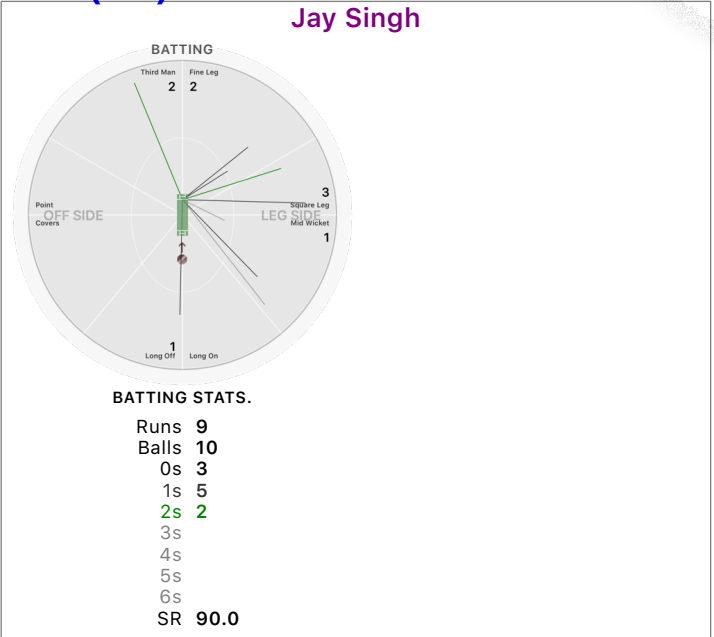 Jay Singh
BATTING
Third Man Fine Leg
2 2
3
Point Square Leg
OFF SIDE LEG SIDE
Covers Mid Wicket
1
1
Long Off Long On
BATTING STATS.
Runs 9
Balls 10
0s 3
1s 5
2s 2
3s
4s
5s
6s
SR 90.0